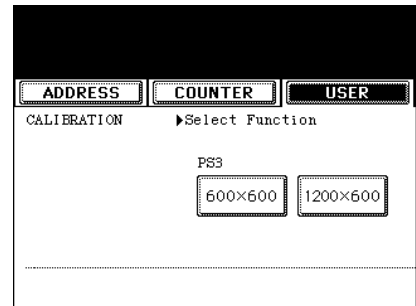 ADDRESS COUNTER USER
CALIBRATION ▶Select Function
PS3
600×600 1200×600